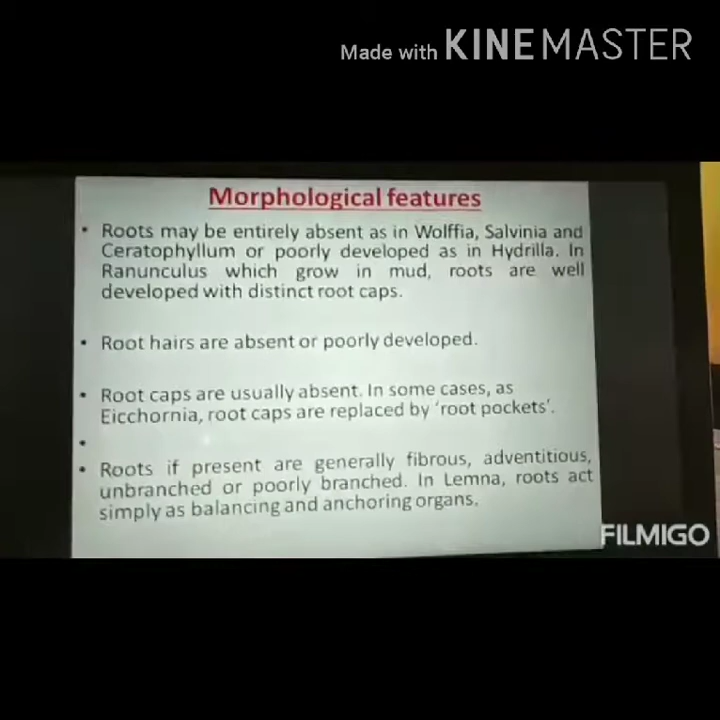 Made with KINEMASTER
Morphological features
• Roots may be entirely absent as in Wolffia, Salvinia and
Ceratophyllum or poorly developed as in Hydrilla. In
Ranunculus which grow in mud, roots are well
developed with distinct root caps.
• Root hairs are absent or poorly developed.
• Root caps are usually absent. In some cases, as
Eicchornia, root caps are replaced by 'root pockets'.
•
• Roots if present are generally fibrous, adventitious,
unbranched or poorly branched. In Lemna, roots act
simply as balancing and anchoring organs.
FILMIGO